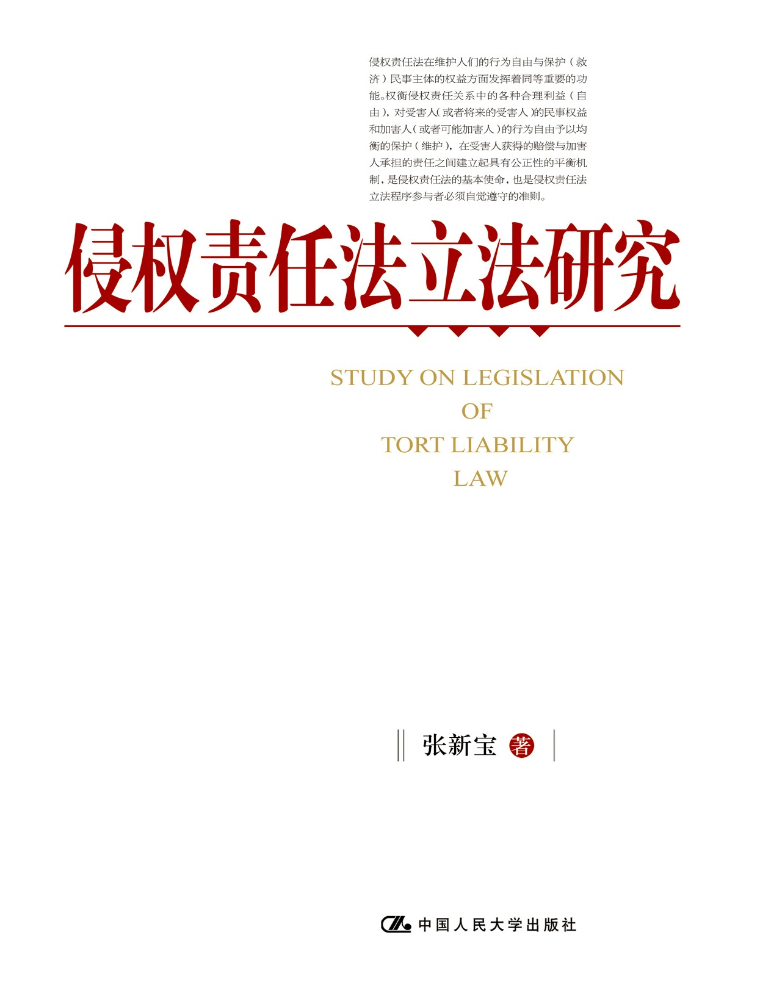 侵权责任法在维护人们的行为自由与保护（救
济）民事主体的权益方面发挥着同等重要的功
能。权衡侵权责任关系中的各种合理利益（自
由），对受害人（或者将来的受害人）的民事权益
和加害人（或者可能加害人）的行为自由予以均
衡的保护（维护），在受害人获得的赔偿与加害
人承担的责任之间建立起具有公正性的平衡机
制，是侵权责任法的基本使命，也是侵权责任法
立法程序参与者必须自觉遵守的准则。
侵权责任法立法研究
STUDY ON LEGISLATION
OF
TORT LIABILITY
LAW
张新宝 著
中国人民大学出版社